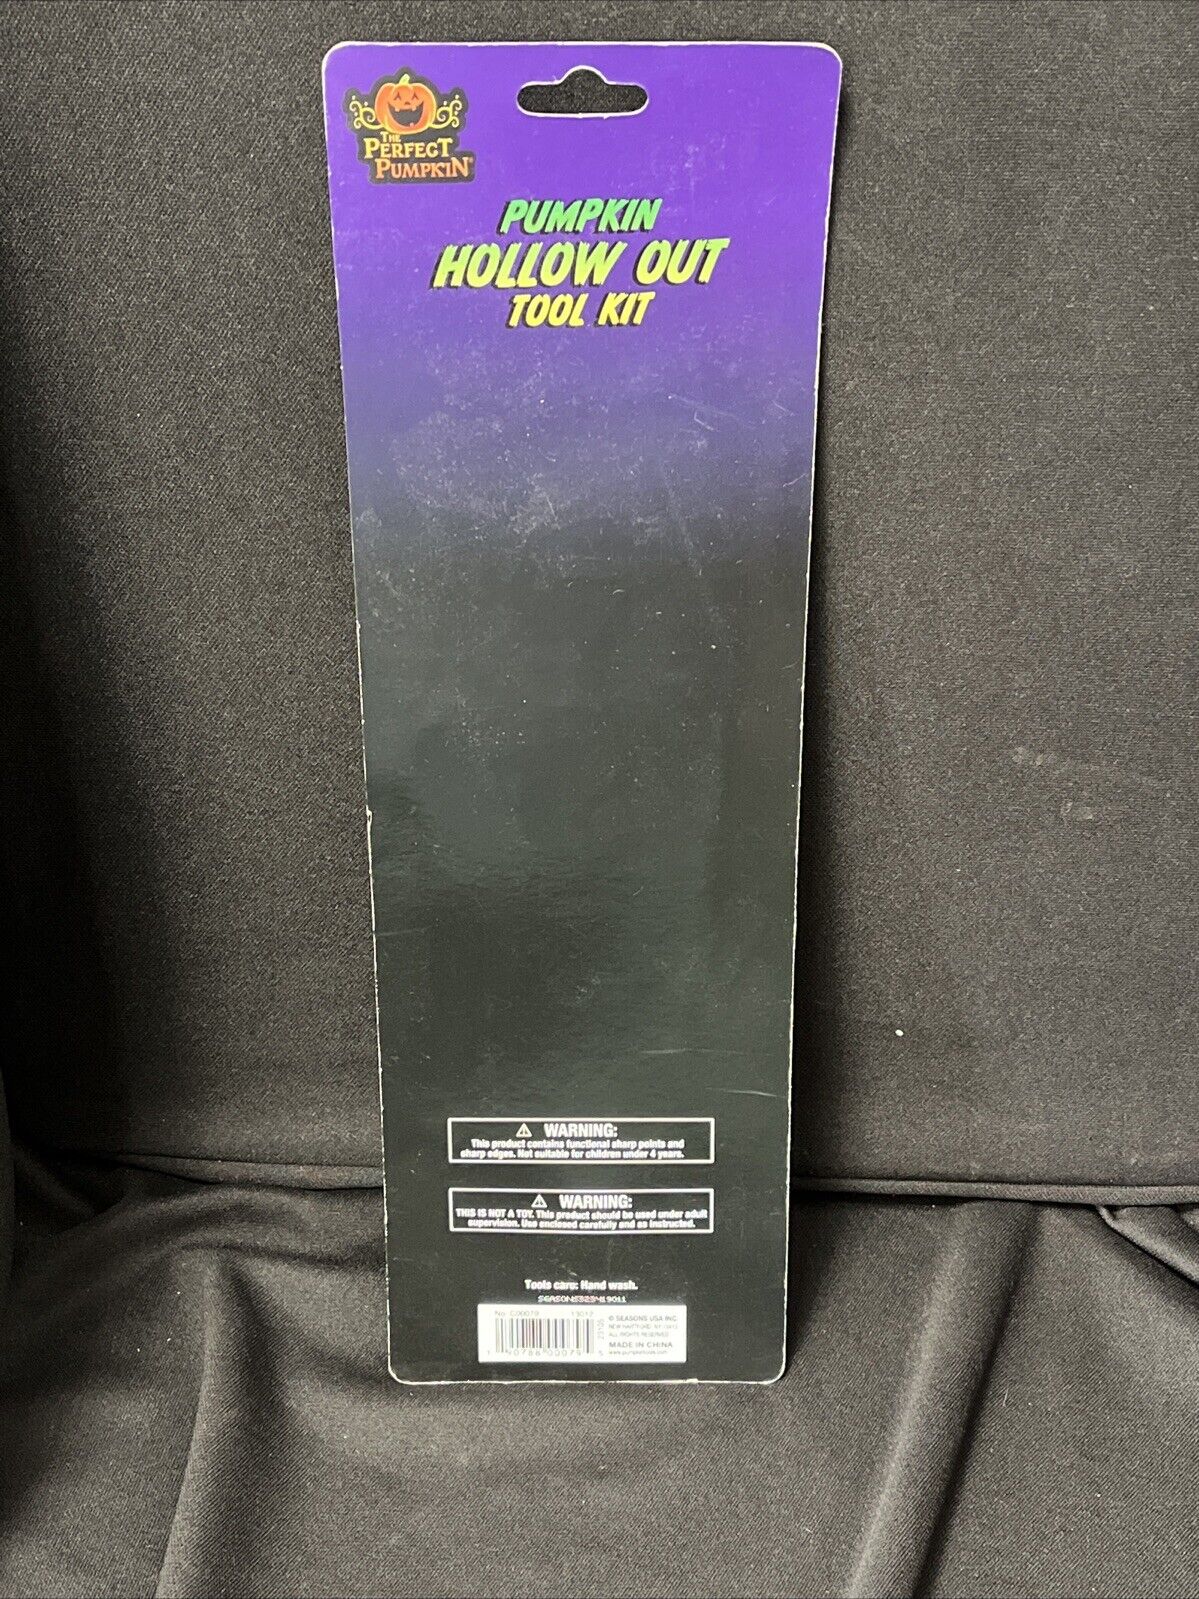 THE
PERFECT
PUMPKIN®
PUMPKIN
HOLLOW OUT
TOOL KIT
⚠ WARNING:
This product contains functional sharp points and
sharp edges. Not suitable for children under 4 years.
⚠ WARNING:
THIS IS NOT A TOY. This product should be used under adult
supervision. Use enclosed carefully and as instructed.
Tools care: Hand wash.
No. C00079
© SEASONS USA INC.
ALL RIGHTS RESERVED
MADE IN CHINA